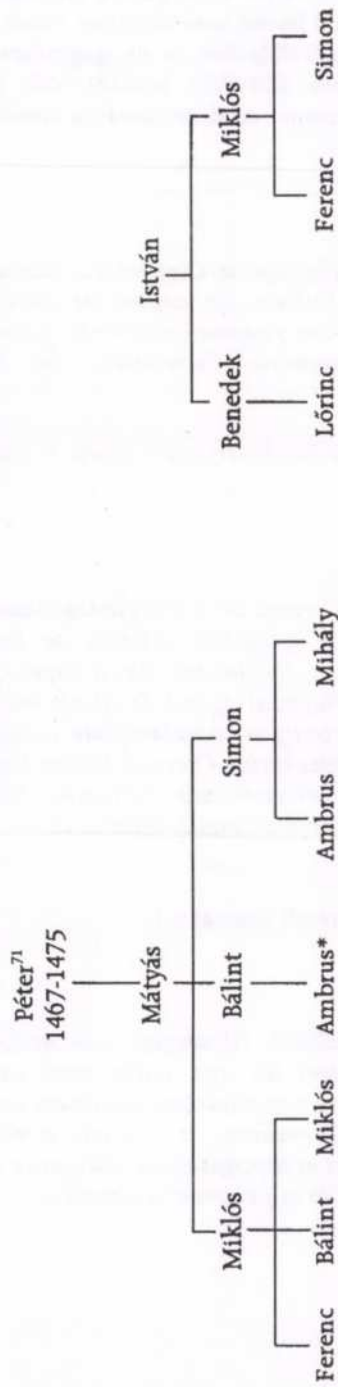 Péter⁷¹
1467-1475
István
Mátyás
Benedek Miklós
Miklós Bálint Simon
Lőrinc Ferenc Simon
Ferenc Bálint Miklós Ambrus* Ambrus Mihály